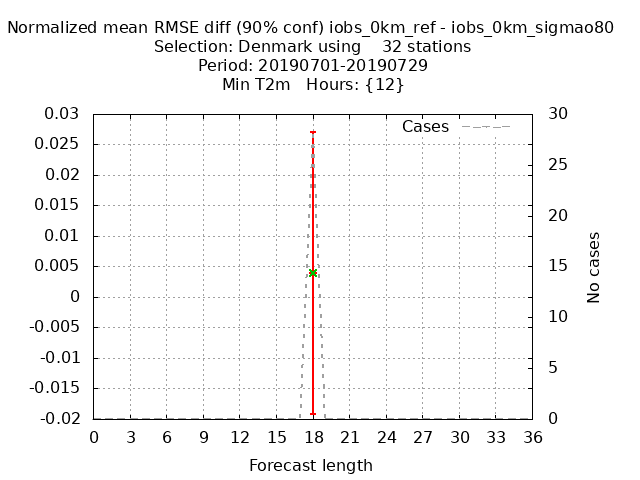 Normalized mean RMSE diff (90% conf) iobs_0km_ref - iobs_0km_sigmao80
Selection: Denmark using    32 stations
Period: 20190701-20190729
Min T2m   Hours: {12}
0.03
0.025
0.02
0.015
0.01
0.005
0
-0.005
-0.01
-0.015
-0.02
Cases
30
25
20
15
10
5
0
No cases
0 3 6 9 12 15 18 21 24 27 30 33 36
Forecast length